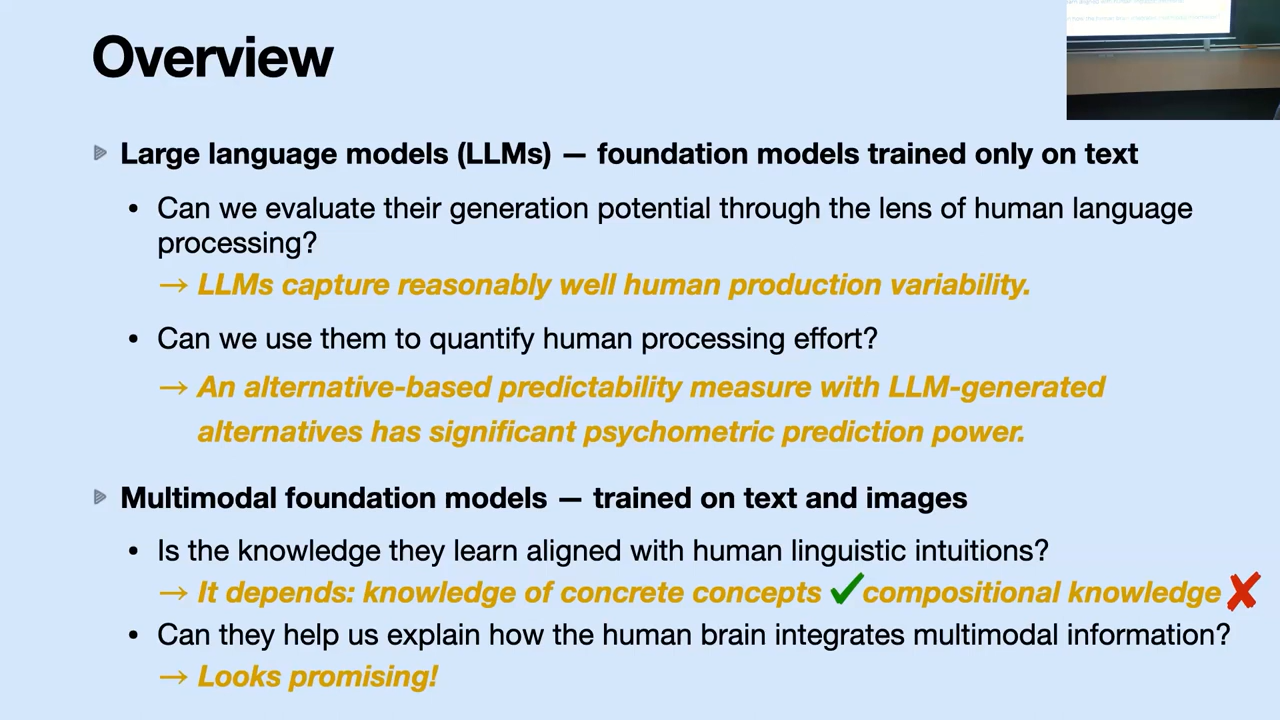 Overview
Large language models (LLMs) — foundation models trained only on text
• Can we evaluate their generation potential through the lens of human language
processing?
→ LLMs capture reasonably well human production variability.
• Can we use them to quantify human processing effort?
→ An alternative-based predictability measure with LLM-generated
alternatives has significant psychometric prediction power.
Multimodal foundation models — trained on text and images
• Is the knowledge they learn aligned with human linguistic intuitions?
→ It depends: knowledge of concrete concepts ✓ compositional knowledge ✗
• Can they help us explain how the human brain integrates multimodal information?
→ Looks promising!